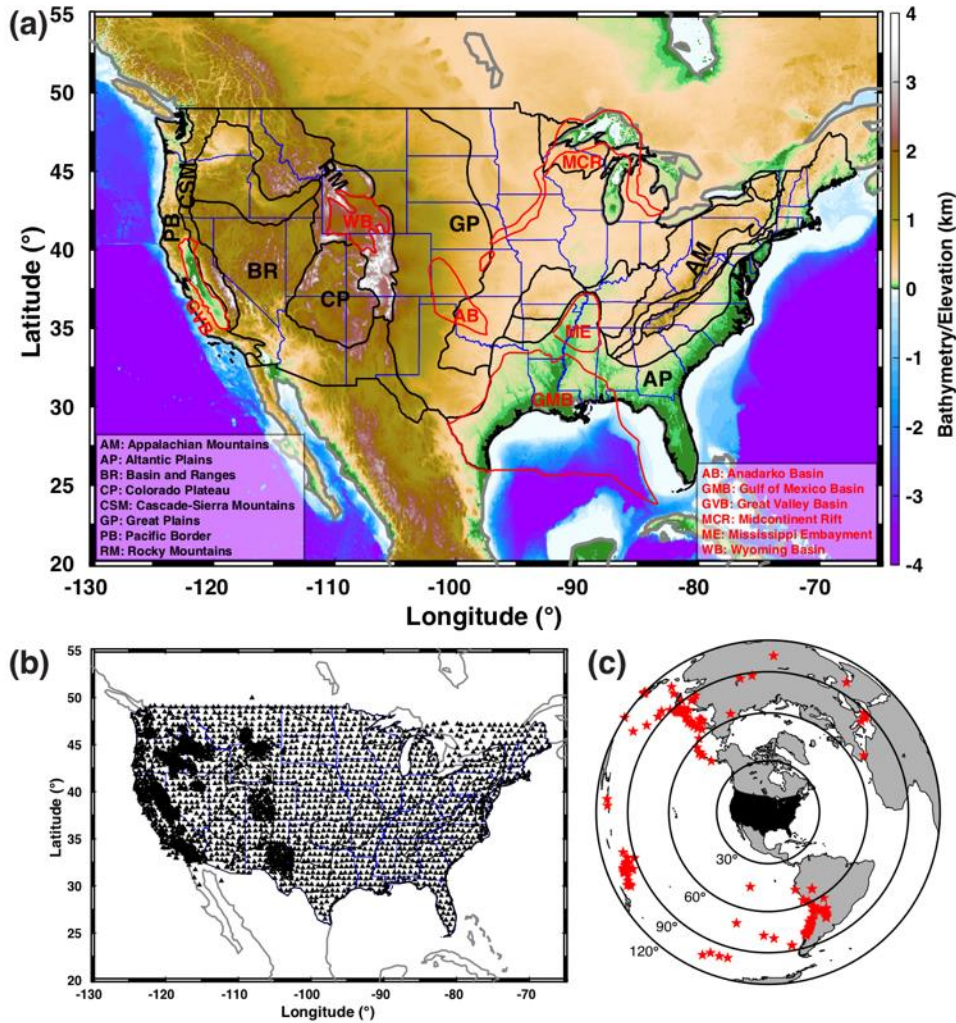 (a)
55
50
45
40
35
30
25
20
Latitude (°)
-130
-120
-110
-100
-90
-80
-70
Longitude (°)
PB
CSM
GVB
BR
CP
RM
WB
GP
AB
MCR
ME
GMB
AM
AP
AM: Appalachian Mountains
AP: Altantic Plains
BR: Basin and Ranges
CP: Colorado Plateau
CSM: Cascade-Sierra Mountains
GP: Great Plains
PB: Pacific Border
RM: Rocky Mountains
AB: Anadarko Basin
GMB: Gulf of Mexico Basin
GVB: Great Valley Basin
MCR: Midcontinent Rift
ME: Mississippi Embayment
WB: Wyoming Basin
4
3
2
1
0
-1
-2
-3
-4
Bathymetry/Elevation (km)
(b)
55
50
45
40
35
30
25
20
Latitude (°)
-130
-120
-110
-100
-90
-80
-70
Longitude (°)
(c)
30°
60°
90°
120°